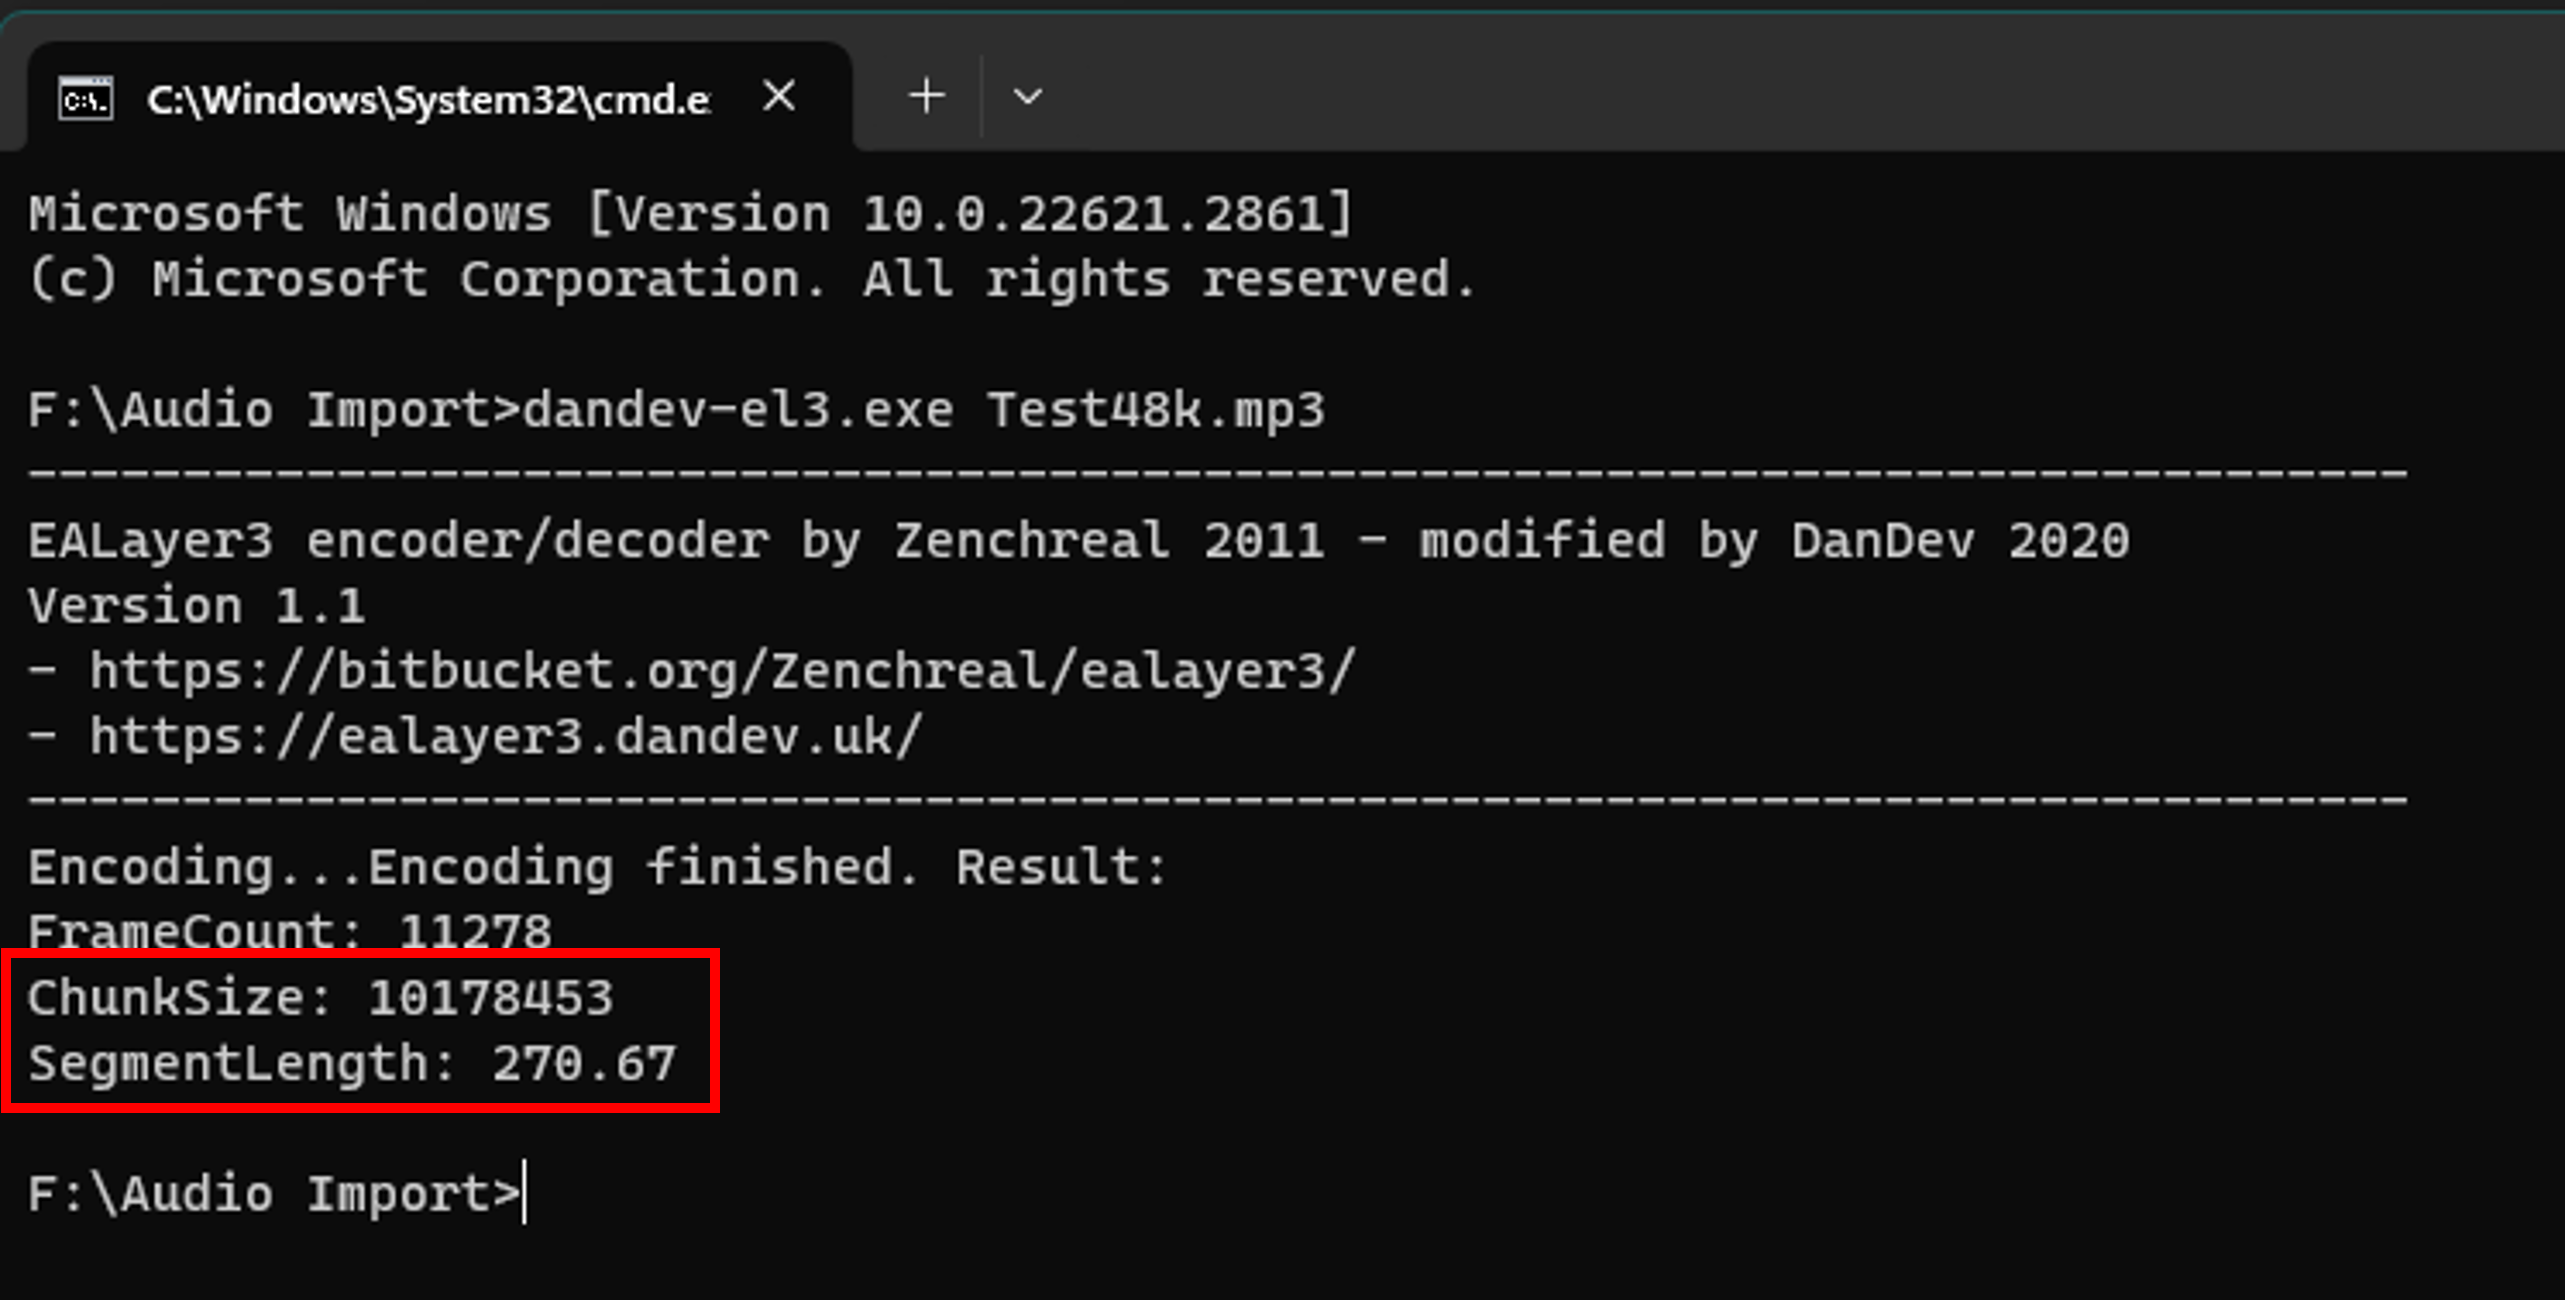 C:\Windows\System32\cmd.e
Microsoft Windows [Version 10.0.22621.2861]
(c) Microsoft Corporation. All rights reserved.
F:\Audio Import>dandev-el3.exe Test48k.mp3
-----------------------------------------------------------------------------
EALayer3 encoder/decoder by Zenchreal 2011 - modified by DanDev 2020
Version 1.1
- https://bitbucket.org/Zenchreal/ealayer3/
- https://ealayer3.dandev.uk/
-----------------------------------------------------------------------------
Encoding...Encoding finished. Result:
FrameCount: 11278
ChunkSize: 10178453
SegmentLength: 270.67
F:\Audio Import>